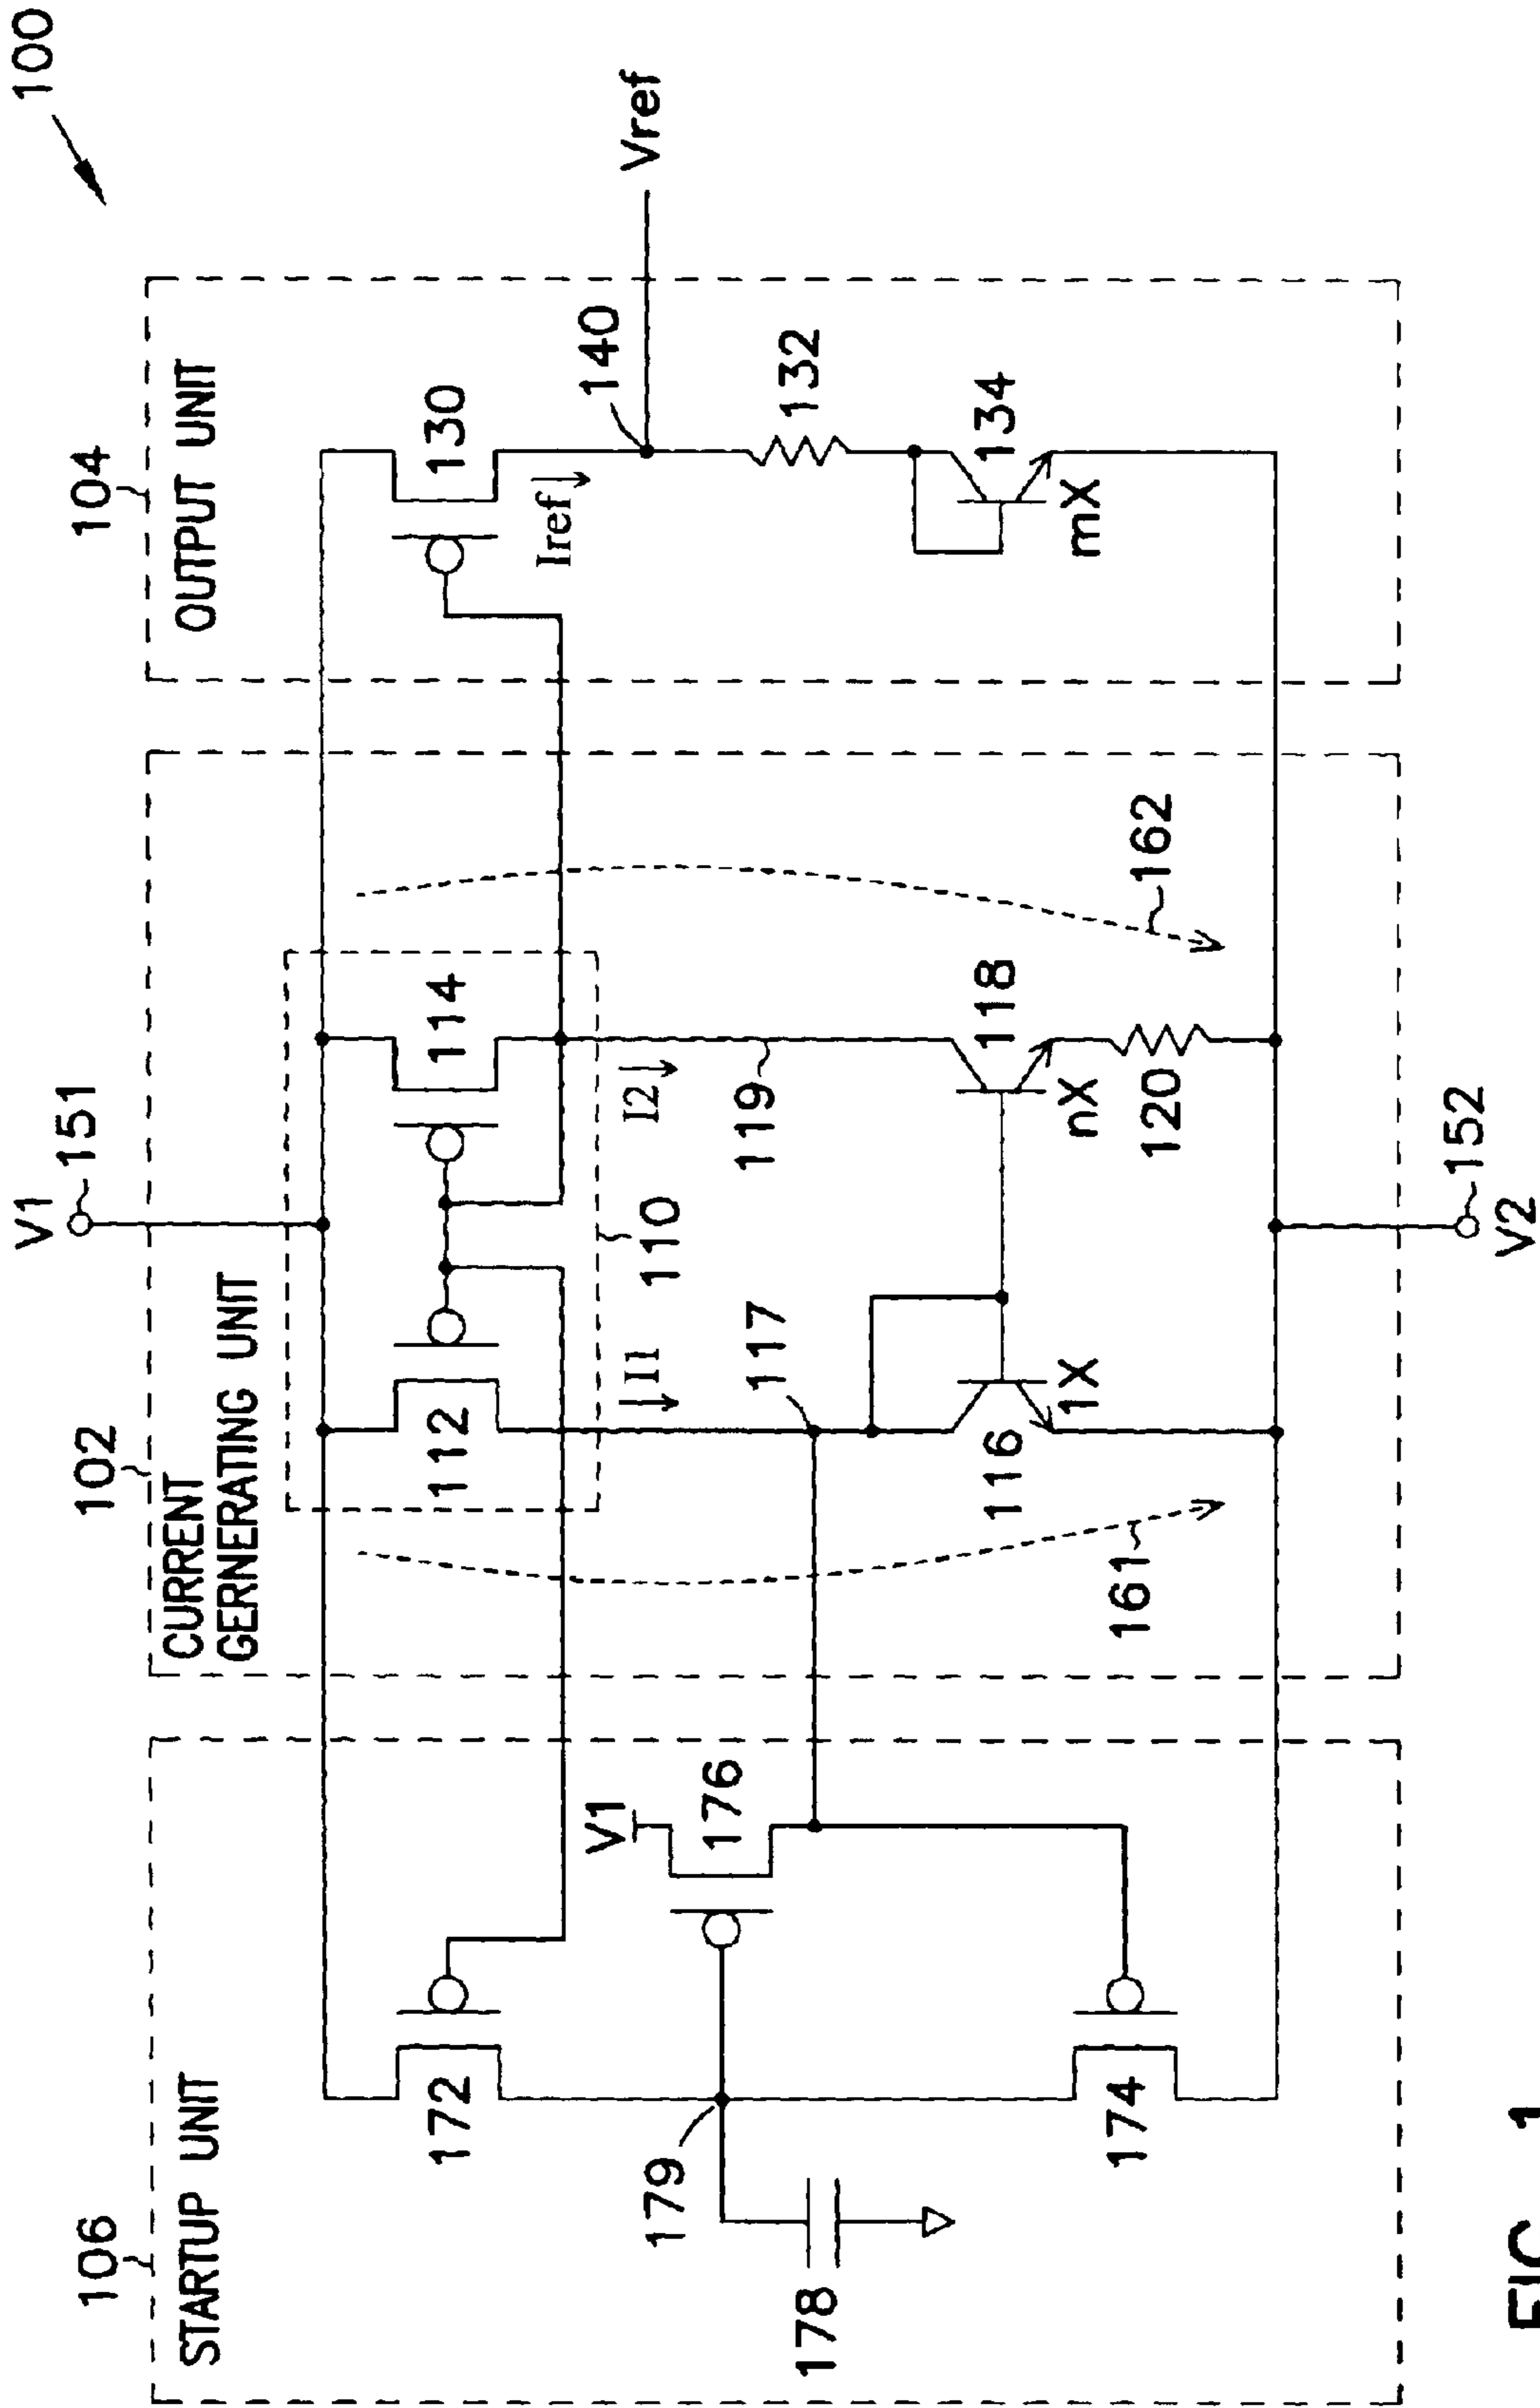 100
106
STARTUP UNIT
172
179
178
174
V1
176
102
CURRENT
GERNERATING UNIT
V1
151
112
114
110
I1
I2
117
119
116
1X
118
nX
120
161
162
152
V2
104
OUTPUT UNIT
130
Iref
140
Vref
132
134
mX
FIG. 1